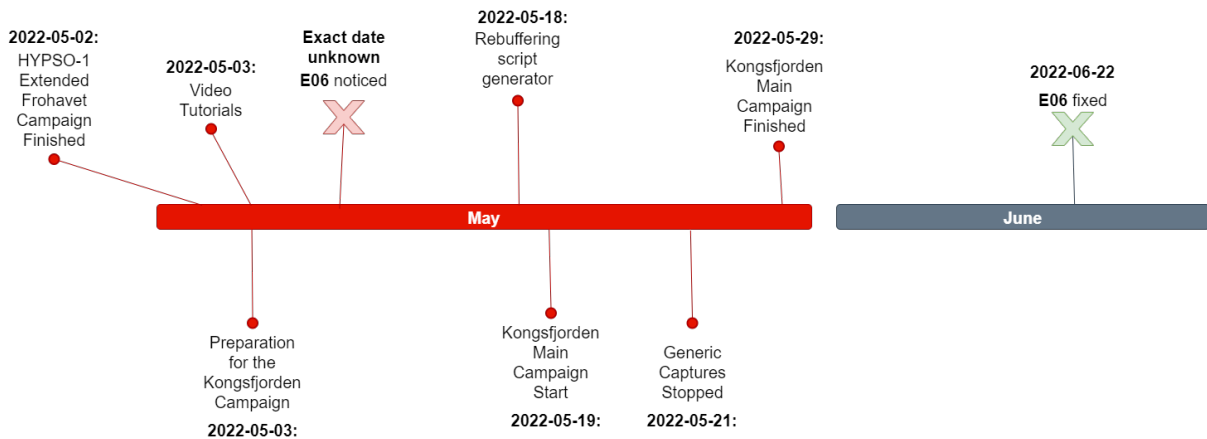 2022-05-02:
HYPSO-1
Extended
Frohavet
Campaign
Finished
2022-05-03:
Video
Tutorials
Exact date
unknown
E06 noticed
2022-05-18:
Rebuffering
script
generator
2022-05-29:
Kongsfjorden
Main
Campaign
Finished
2022-06-22
E06 fixed
May
June
Preparation
for the
Kongsfjorden
Campaign
2022-05-03:
Kongsfjorden
Main
Campaign
Start
2022-05-19:
Generic
Captures
Stopped
2022-05-21: